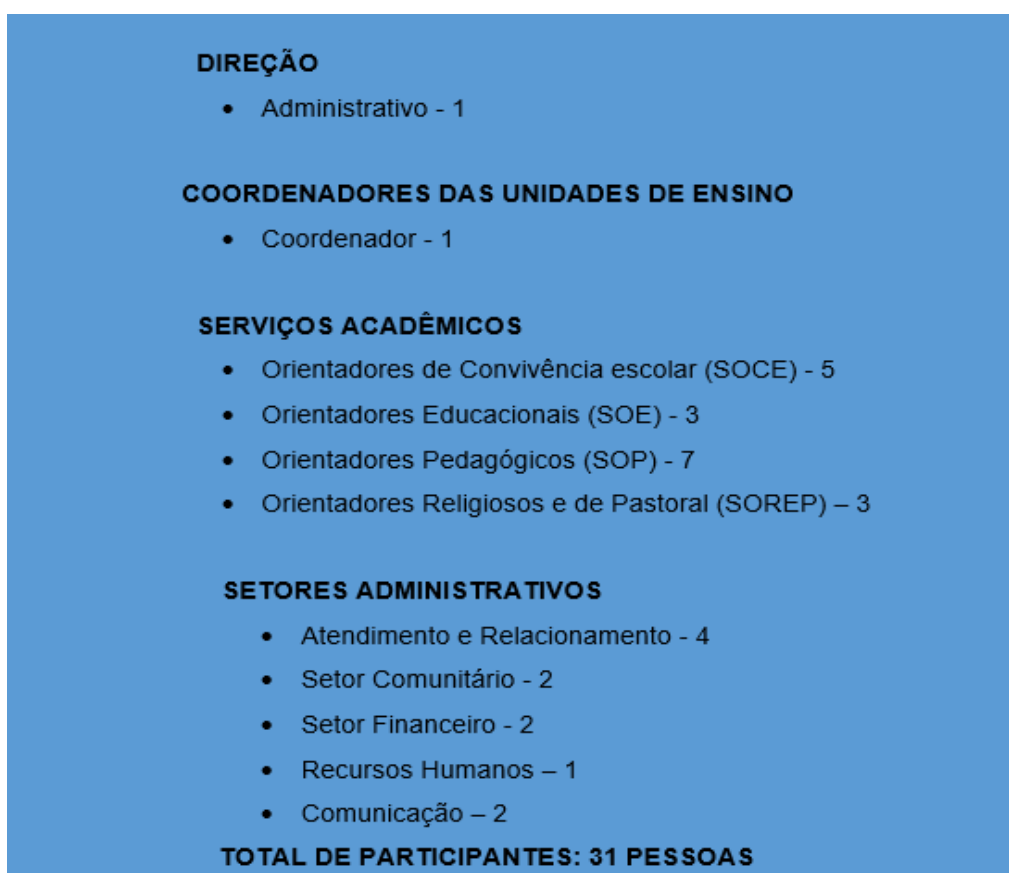 DIREÇÃO
• Administrativo - 1
COORDENADORES DAS UNIDADES DE ENSINO
• Coordenador - 1
SERVIÇOS ACADÊMICOS
• Orientadores de Convivência escolar (SOCE) - 5
• Orientadores Educacionais (SOE) - 3
• Orientadores Pedagógicos (SOP) - 7
• Orientadores Religiosos e de Pastoral (SOREP) – 3
SETORES ADMINISTRATIVOS
• Atendimento e Relacionamento - 4
• Setor Comunitário - 2
• Setor Financeiro - 2
• Recursos Humanos – 1
• Comunicação – 2
TOTAL DE PARTICIPANTES: 31 PESSOAS